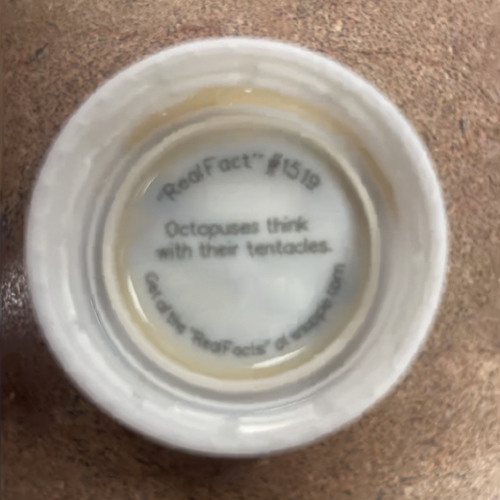 "Real Fact" #1519
Octopuses think
with their tentacles.
Get all the "Real Facts" at snapple.com